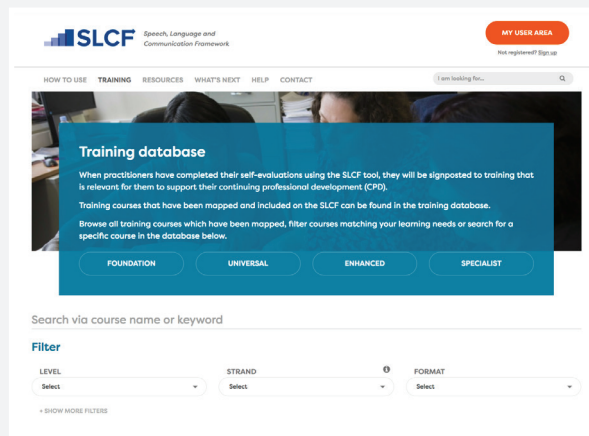 SLCF
Speech, Language and
Communication Framework
MY USER AREA
Not registered? Sign up
HOW TO USE TRAINING RESOURCES WHAT'S NEXT HELP CONTACT
I am looking for...
Training database
When practitioners have completed their self-evaluations using the SLCF tool, they will be signposted to training that
is relevant for them to support their continuing professional development (CPD).
Training courses that have been mapped and included on the SLCF can be found in the training database.
Browse all training courses which have been mapped, filter courses matching your learning needs or search for a
specific course in the database below.
FOUNDATION UNIVERSAL ENHANCED SPECIALIST
Search via course name or keyword
Filter
LEVEL STRAND FORMAT
Select Select Select
+ SHOW MORE FILTERS